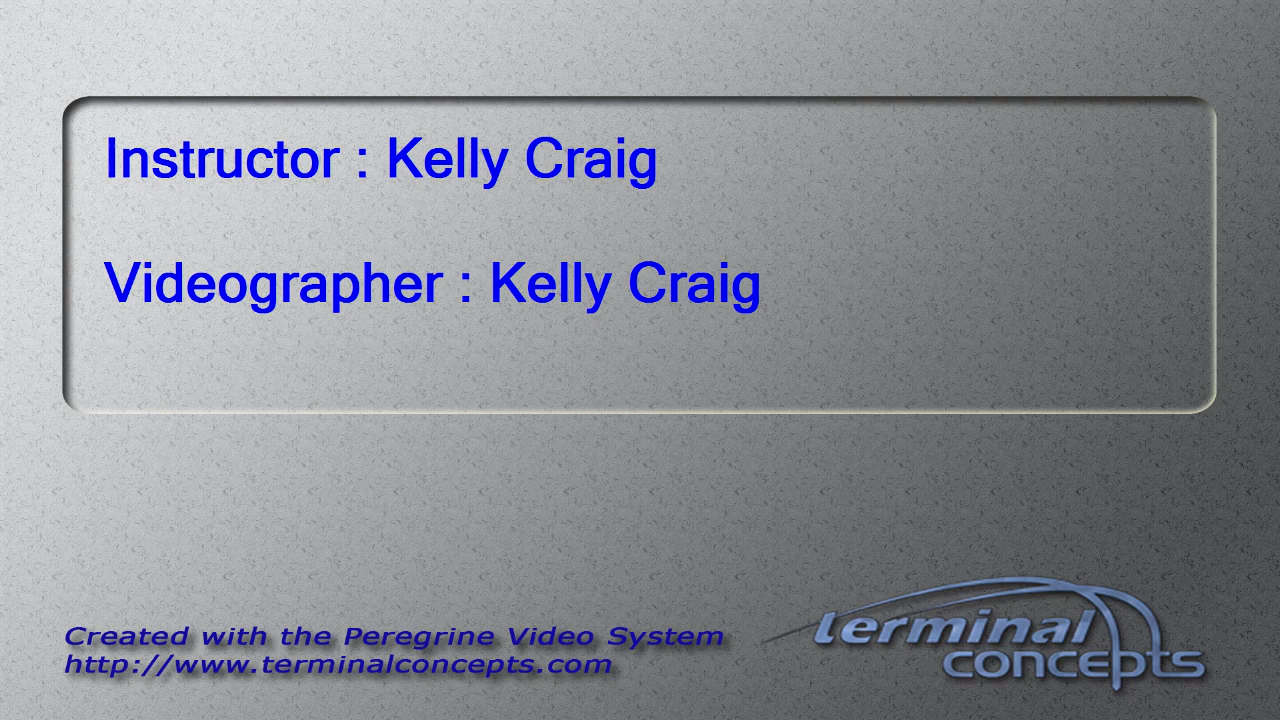 Instructor : Kelly Craig
Videographer : Kelly Craig
Created with the Peregrine Video System
http://www.terminalconcepts.com
terminal
concepts